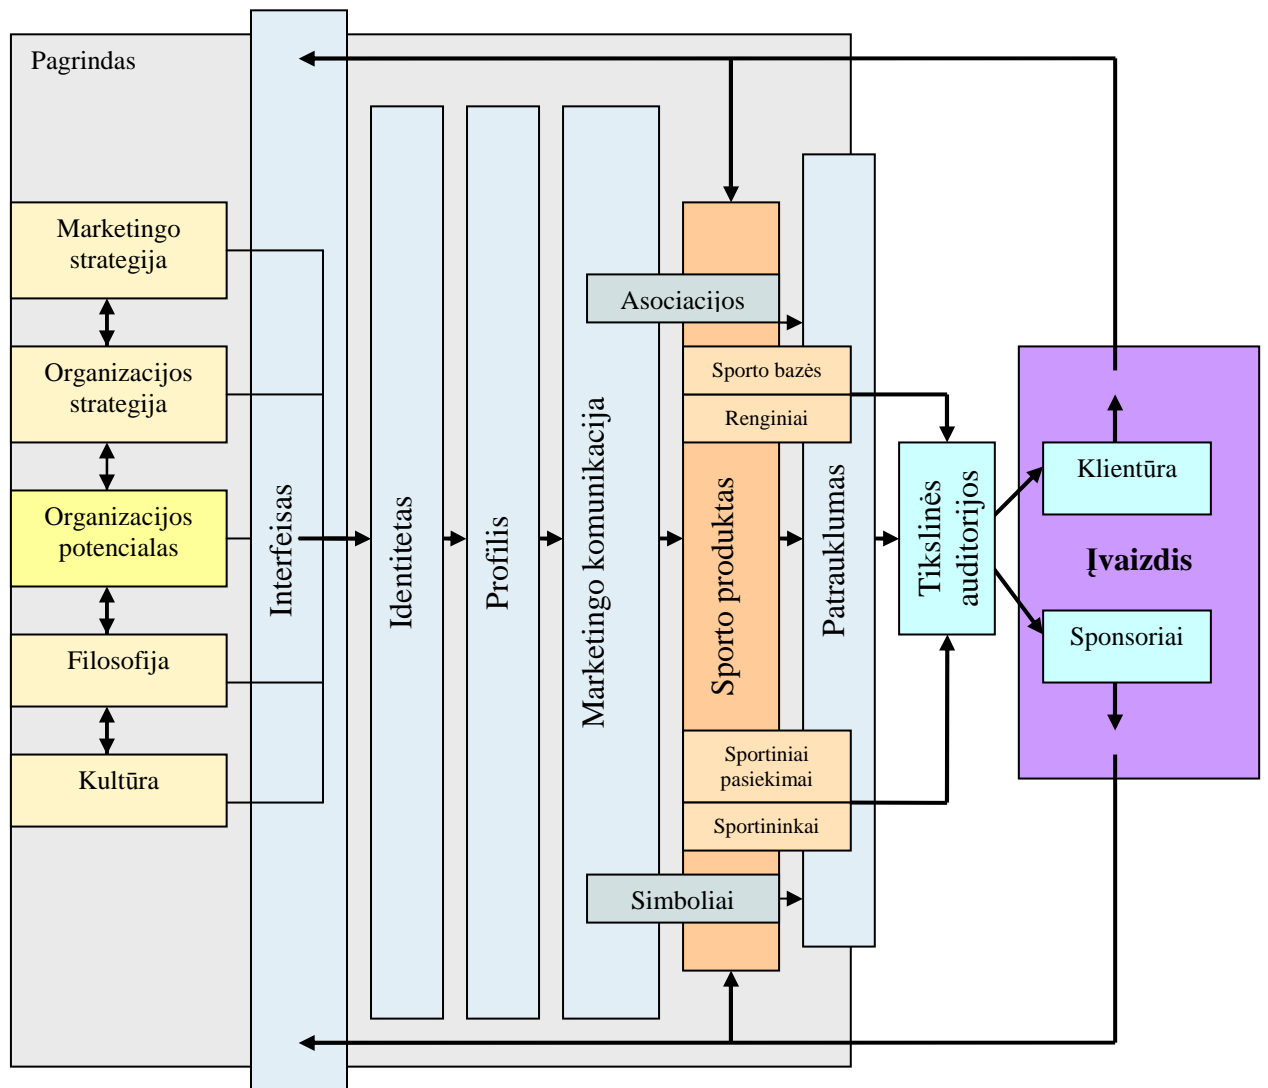 Pagrindas
Marketingo
strategija
Organizacijos
strategija
Organizacijos
potencialas
Filosofija
Kultūra
Interfeisas
Identitetas
Profilis
Marketingo komunikacija
Asociacijos
Sporto bazės
Renginiai
Sporto produktas
Sportiniai
pasiekimai
Sportininkai
Simboliai
Patrauklumas
Tikslinės
auditorijos
Klientūra
Įvaizdis
Sponsoriai